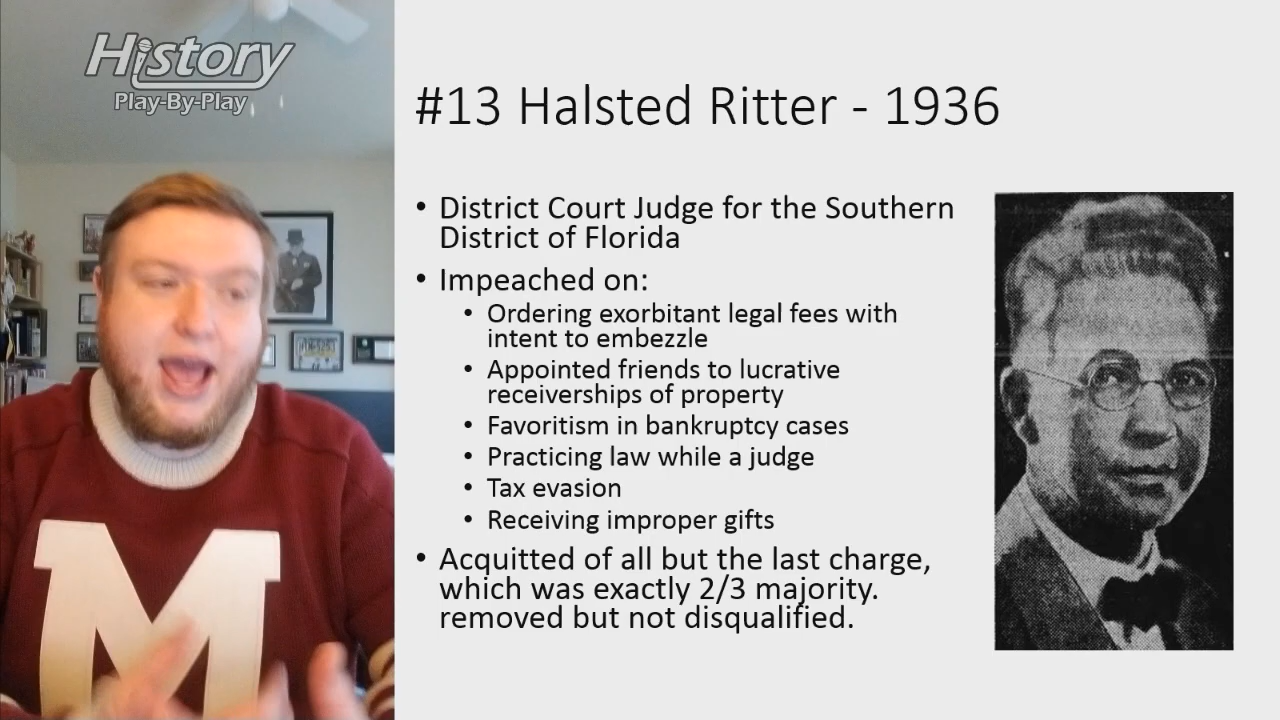 History
Play-By-Play
#13 Halsted Ritter - 1936
• District Court Judge for the Southern
District of Florida
• Impeached on:
• Ordering exorbitant legal fees with
intent to embezzle
• Appointed friends to lucrative
receiverships of property
• Favoritism in bankruptcy cases
• Practicing law while a judge
• Tax evasion
• Receiving improper gifts
• Acquitted of all but the last charge,
which was exactly 2/3 majority.
removed but not disqualified.
M